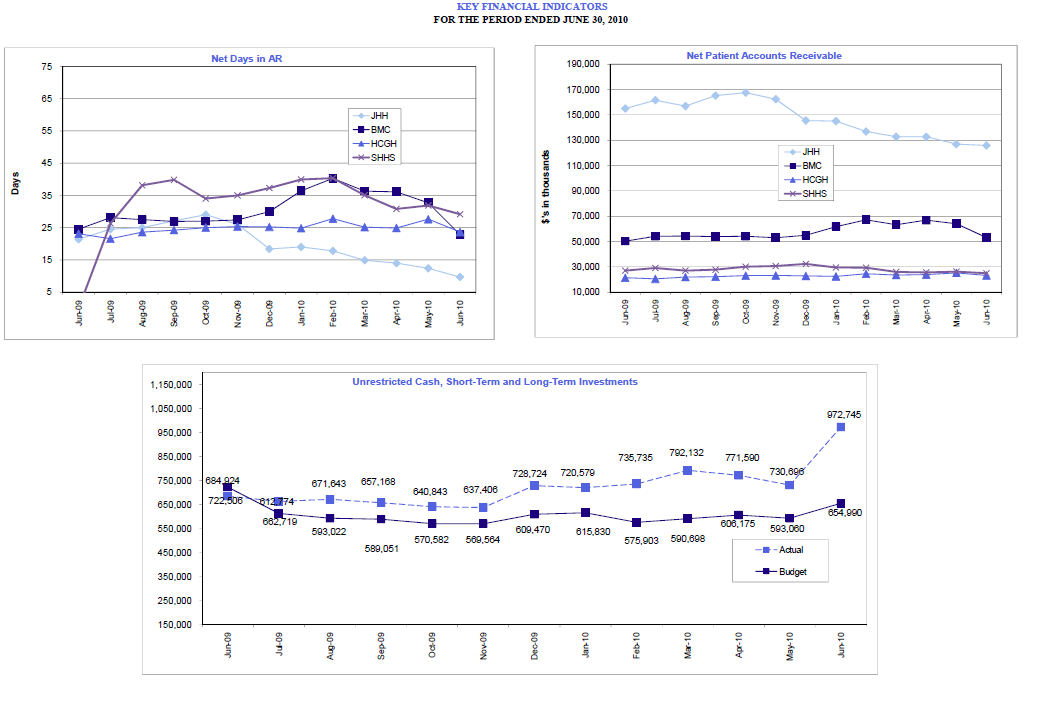 KEY FINANCIAL INDICATORS
FOR THE PERIOD ENDED JUNE 30, 2010
Net Days in AR
75
65
55
45
35
25
15
5
Days
JHH
BMC
HCGH
SHHS
Jun-09
Jul-09
Aug-09
Sep-09
Oct-09
Nov-09
Dec-09
Jan-10
Feb-10
Mar-10
Apr-10
May-10
Jun-10
Net Patient Accounts Receivable
190,000
170,000
150,000
130,000
110,000
90,000
70,000
50,000
30,000
10,000
$'s in thousands
JHH
BMC
HCGH
SHHS
Jun-09
Jul-09
Aug-09
Sep-09
Oct-09
Nov-09
Dec-09
Jan-10
Feb-10
Mar-10
Apr-10
May-10
Jun-10
Unrestricted Cash, Short-Term and Long-Term Investments
1,150,000
1,050,000
950,000
850,000
750,000
650,000
550,000
450,000
350,000
250,000
150,000
684,924
671,643
657,168
640,843
637,406
728,724
720,579
735,735
792,132
771,590
730,696
972,745
722,506
612,774
662,719
593,022
589,051
570,582
569,564
609,470
615,830
575,903
590,698
606,175
593,060
654,990
Actual
Budget
Jun-09
Jul-09
Aug-09
Sep-09
Oct-09
Nov-09
Dec-09
Jan-10
Feb-10
Mar-10
Apr-10
May-10
Jun-10